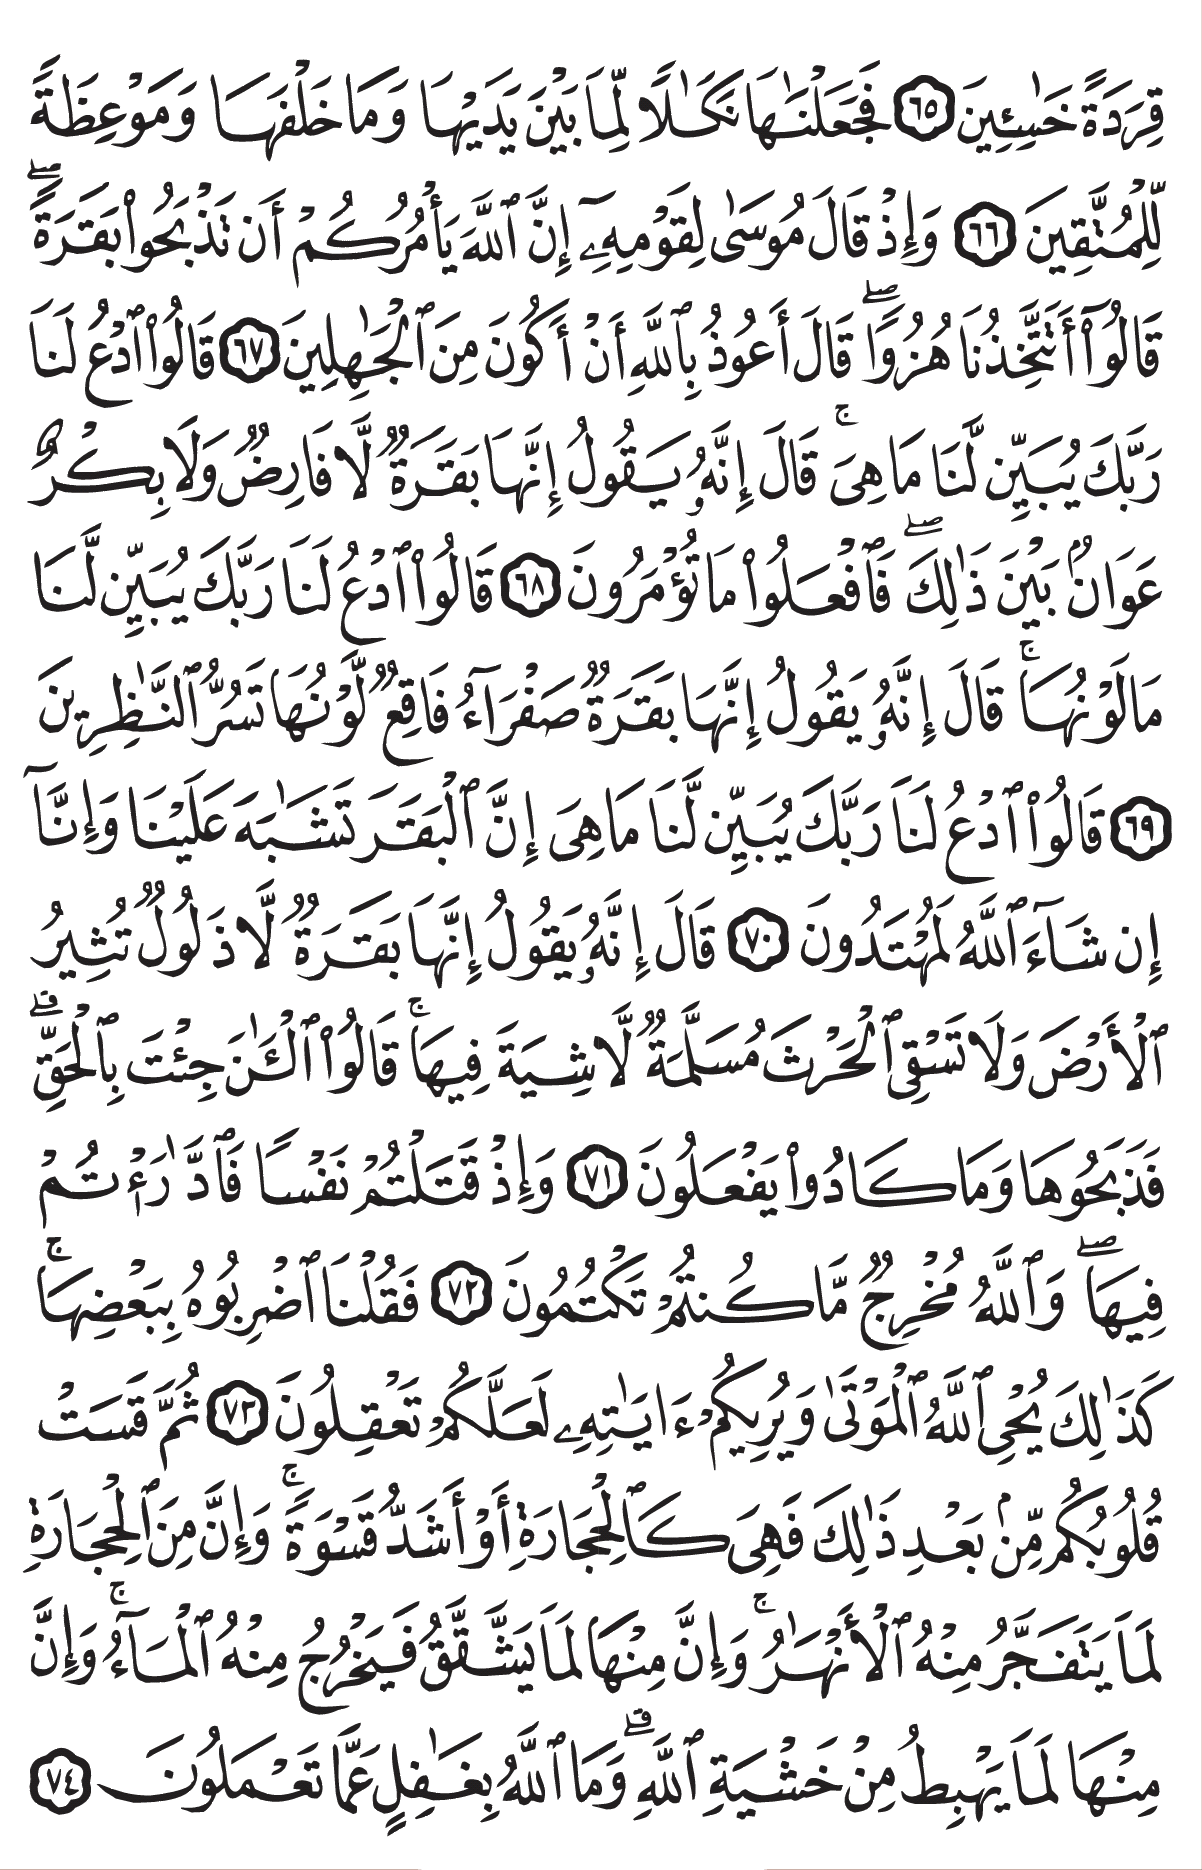 قِرَدَةً خَـٰسِـِٔينَ ٦٥ فَجَعَلْنَـٰهَا نَكَـٰلًا لِّمَا بَيْنَ يَدَيْهَا وَمَا خَلْفَهَا وَمَوْعِظَةً
لِّلْمُتَّقِينَ ٦٦ وَإِذْ قَالَ مُوسَىٰ لِقَوْمِهِۦٓ إِنَّ ٱللَّهَ يَأْمُرُكُمْ أَن تَذْبَحُوا۟ بَقَرَةًۖ
قَالُوٓا۟ أَتَتَّخِذُنَا هُزُوًاۖ قَالَ أَعُوذُ بِٱللَّهِ أَنْ أَكُونَ مِنَ ٱلْجَـٰهِلِينَ ٦٧ قَالُوا۟ ٱدْعُ لَنَا
رَبَّكَ يُبَيِّن لَّنَا مَا هِىَۚ قَالَ إِنَّهُۥ يَقُولُ إِنَّهَا بَقَرَةٌ لَّا فَارِضٌ وَلَا بِكْرٌ
عَوَانٌۢ بَيْنَ ذَٰلِكَۖ فَٱفْعَلُوا۟ مَا تُؤْمَرُونَ ٦٨ قَالُوا۟ ٱدْعُ لَنَا رَبَّكَ يُبَيِّن لَّنَا
مَا لَوْنُهَاۚ قَالَ إِنَّهُۥ يَقُولُ إِنَّهَا بَقَرَةٌ صَفْرَآءُ فَاقِعٌ لَّوْنُهَا تَسُرُّ ٱلنَّـٰظِرِينَ
٦٩ قَالُوا۟ ٱدْعُ لَنَا رَبَّكَ يُبَيِّن لَّنَا مَا هِىَ إِنَّ ٱلْبَقَرَ تَشَـٰبَهَ عَلَيْنَا وَإِنَّآ
إِن شَآءَ ٱللَّهُ لَمُهْتَدُونَ ٧٠ قَالَ إِنَّهُۥ يَقُولُ إِنَّهَا بَقَرَةٌ لَّا ذَلُولٌ تُثِيرُ
ٱلْأَرْضَ وَلَا تَسْقِى ٱلْحَرْثَ مُسَلَّمَةٌ لَّا شِيَةَ فِيهَاۚ قَالُوا۟ ٱلْـَٔـٰنَ جِئْتَ بِٱلْحَقِّۚ
فَذَبَحُوهَا وَمَا كَادُوا۟ يَفْعَلُونَ ٧١ وَإِذْ قَتَلْتُمْ نَفْسًا فَٱدَّٰرَْٰٔتُمْ
فِيهَاۖ وَٱللَّهُ مُخْرِجٌ مَّا كُنتُمْ تَكْتُمُونَ ٧٢ فَقُلْنَا ٱضْرِبُوهُ بِبَعْضِهَاۚ
كَذَٰلِكَ يُحْىِ ٱللَّهُ ٱلْمَوْتَىٰ وَيُرِيكُمْ ءَايَـٰتِهِۦ لَعَلَّكُمْ تَعْقِلُونَ ٧٣ ثُمَّ قَسَتْ
قُلُوبُكُم مِّنۢ بَعْدِ ذَٰلِكَ فَهِىَ كَٱلْحِجَارَةِ أَوْ أَشَدُّ قَسْوَةًۚ وَإِنَّ مِنَ ٱلْحِجَارَةِ
لَمَا يَتَفَجَّرُ مِنْهُ ٱلْأَنْهَـٰرُۚ وَإِنَّ مِنْهَا لَمَا يَشَّقَّقُ فَيَخْرُجُ مِنْهُ ٱلْمَآءُۚ وَإِنَّ
مِنْهَا لَمَا يَهْبِطُ مِنْ خَشْيَةِ ٱللَّهِۗ وَمَا ٱللَّهُ بِغَـٰفِلٍ عَمَّا تَعْمَلُونَ ٧٤